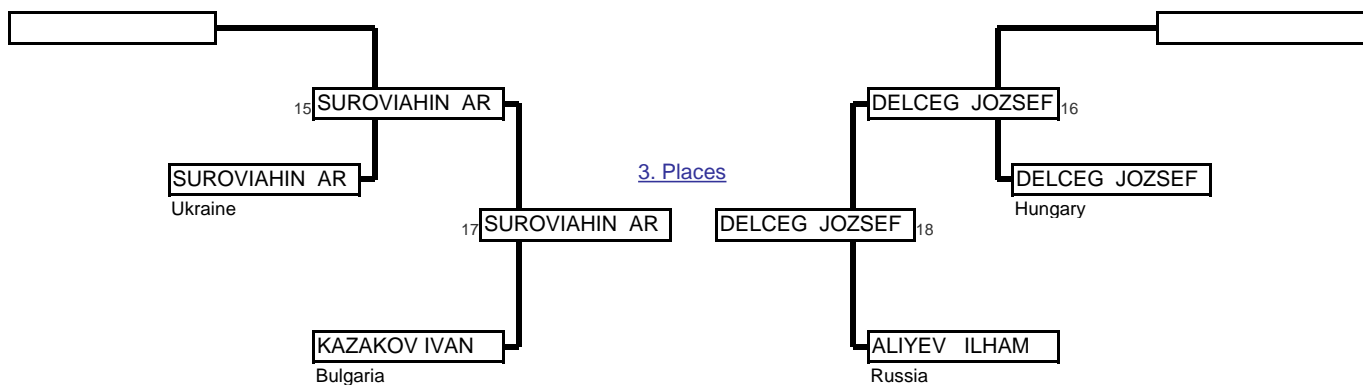 15 SUROVIAHIN AR
DELCEG JOZSEF 16
SUROVIAHIN AR
Ukraine
3. Places
DELCEG JOZSEF
Hungary
17 SUROVIAHIN AR
DELCEG JOZSEF 18
KAZAKOV IVAN
Bulgaria
ALIYEV ILHAM
Russia